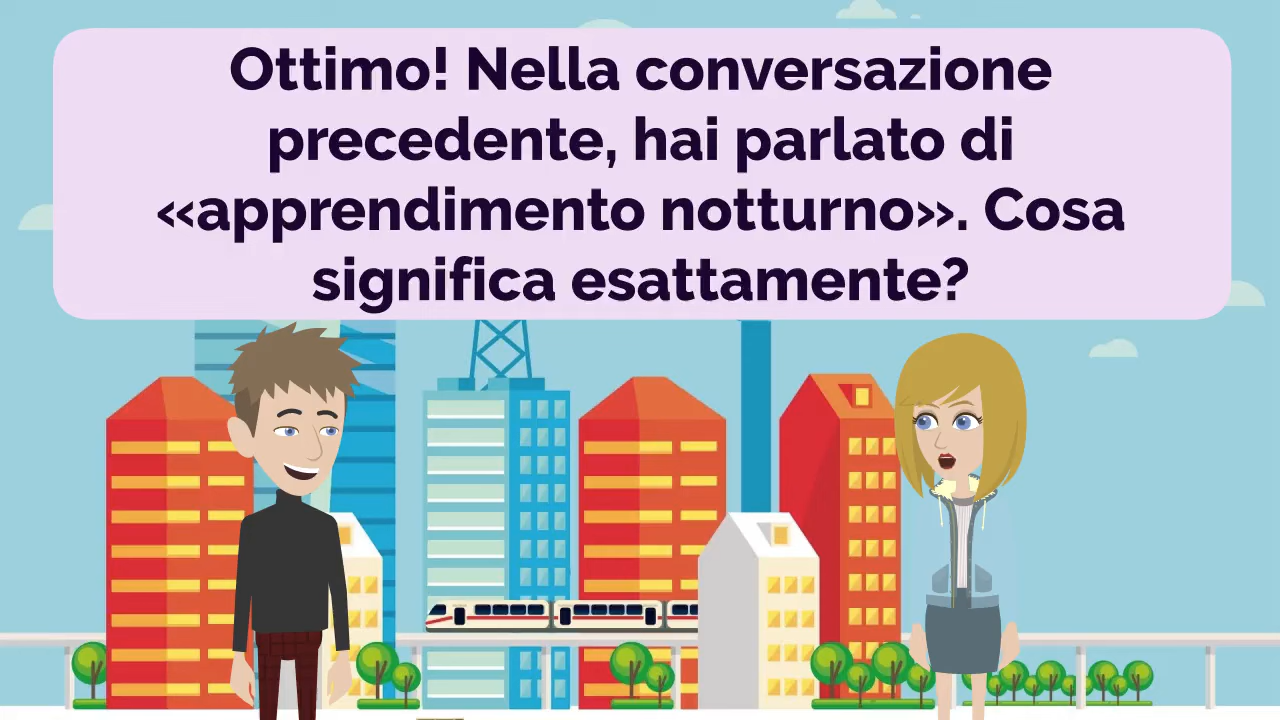 Ottimo! Nella conversazione
precedente, hai parlato di
«apprendimento notturno». Cosa
significa esattamente?